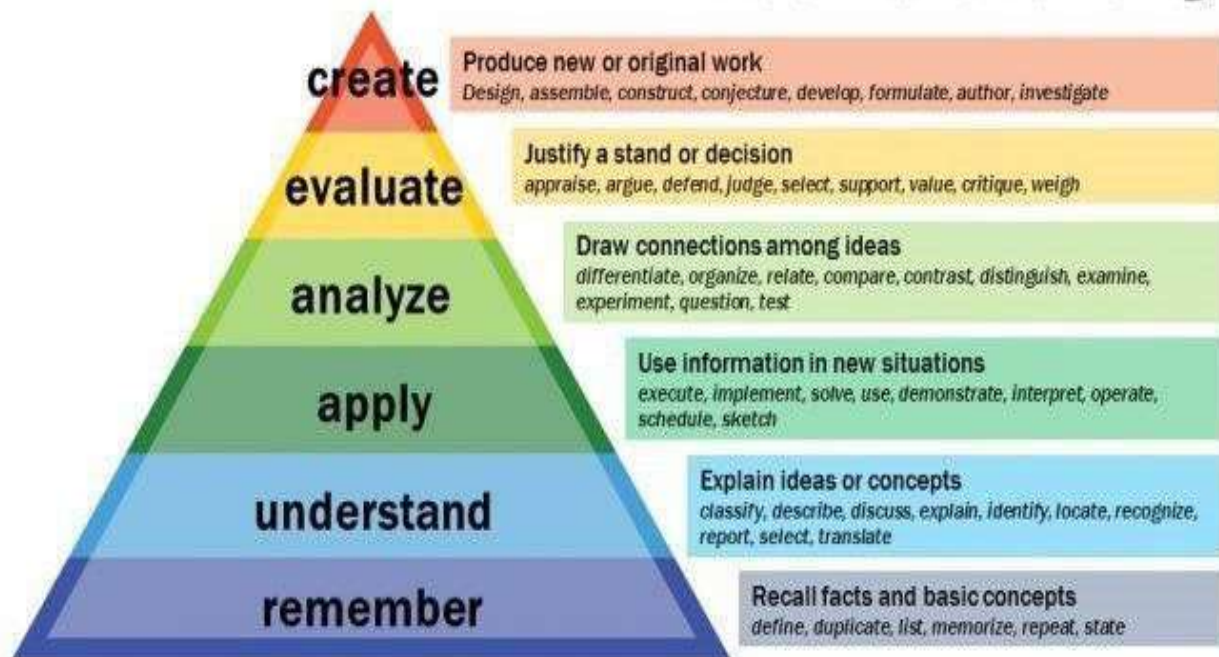 create
Produce new or original work
Design, assemble, construct, conjecture, develop, formulate, author, investigate
evaluate
Justify a stand or decision
appraise, argue, defend, judge, select, support, value, critique, weigh
analyze
Draw connections among ideas
differentiate, organize, relate, compare, contrast, distinguish, examine,
experiment, question, test
apply
Use information in new situations
execute, implement, solve, use, demonstrate, interpret, operate,
schedule, sketch
understand
Explain ideas or concepts
classify, describe, discuss, explain, identify, locate, recognize,
report, select, translate
remember
Recall facts and basic concepts
define, duplicate, list, memorize, repeat, state